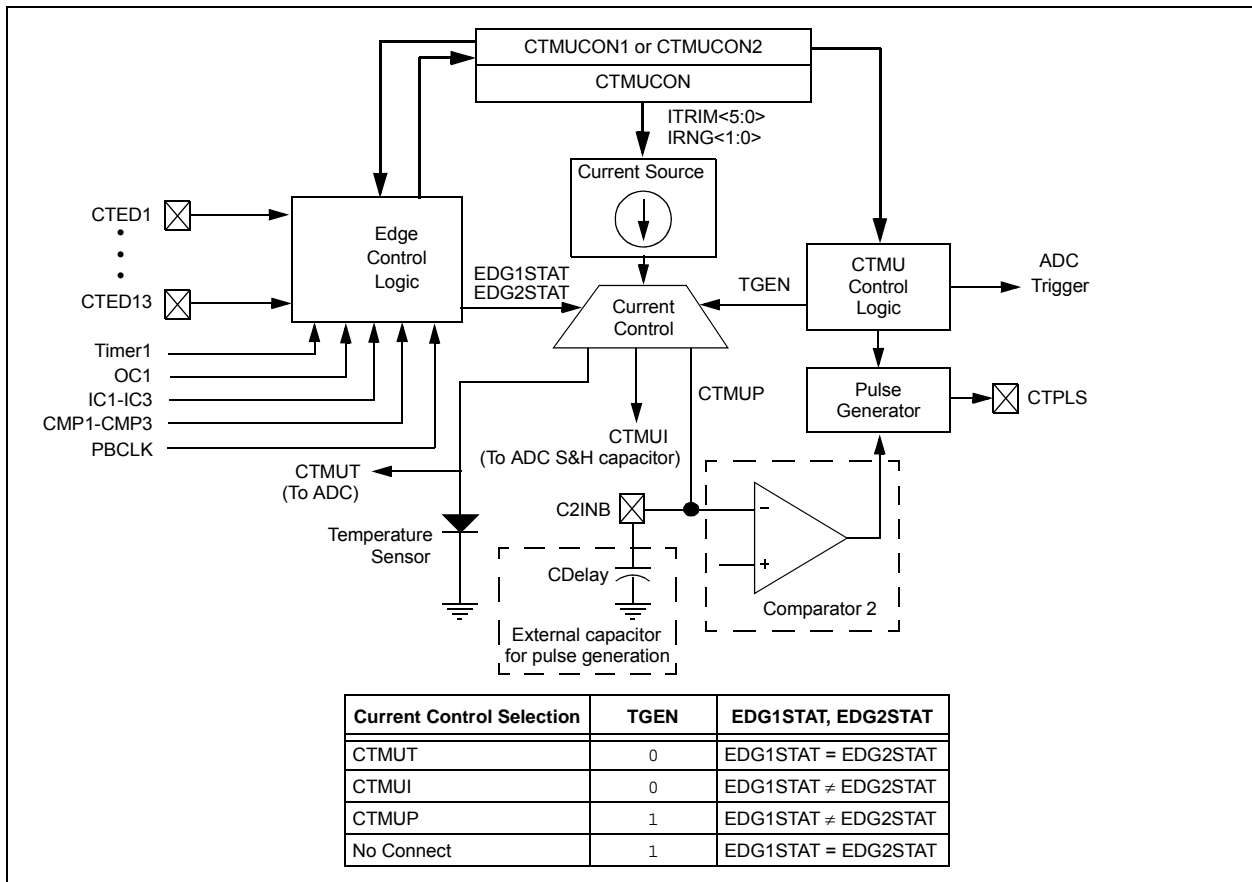 CTMUCON1 or CTMUCON2
CTMUCON
ITRIM<5:0>
IRNG<1:0>
Current Source
CTED1
CTED13
Edge
Control
Logic
EDG1STAT
EDG2STAT
Current
Control
TGEN
CTMU
Control
Logic
ADC
Trigger
Timer1
OC1
IC1-IC3
CMP1-CMP3
PBCLK
CTMUP
Pulse
Generator
CTPLS
CTMUT
(To ADC)
CTMUI
(To ADC S&H capacitor)
C2INB
Temperature
Sensor
CDelay
External capacitor
for pulse generation
−
+
Comparator 2
Current Control Selection TGEN EDG1STAT, EDG2STAT
CTMUT 0 EDG1STAT = EDG2STAT
CTMUI 0 EDG1STAT ≠ EDG2STAT
CTMUP 1 EDG1STAT ≠ EDG2STAT
No Connect 1 EDG1STAT = EDG2STAT